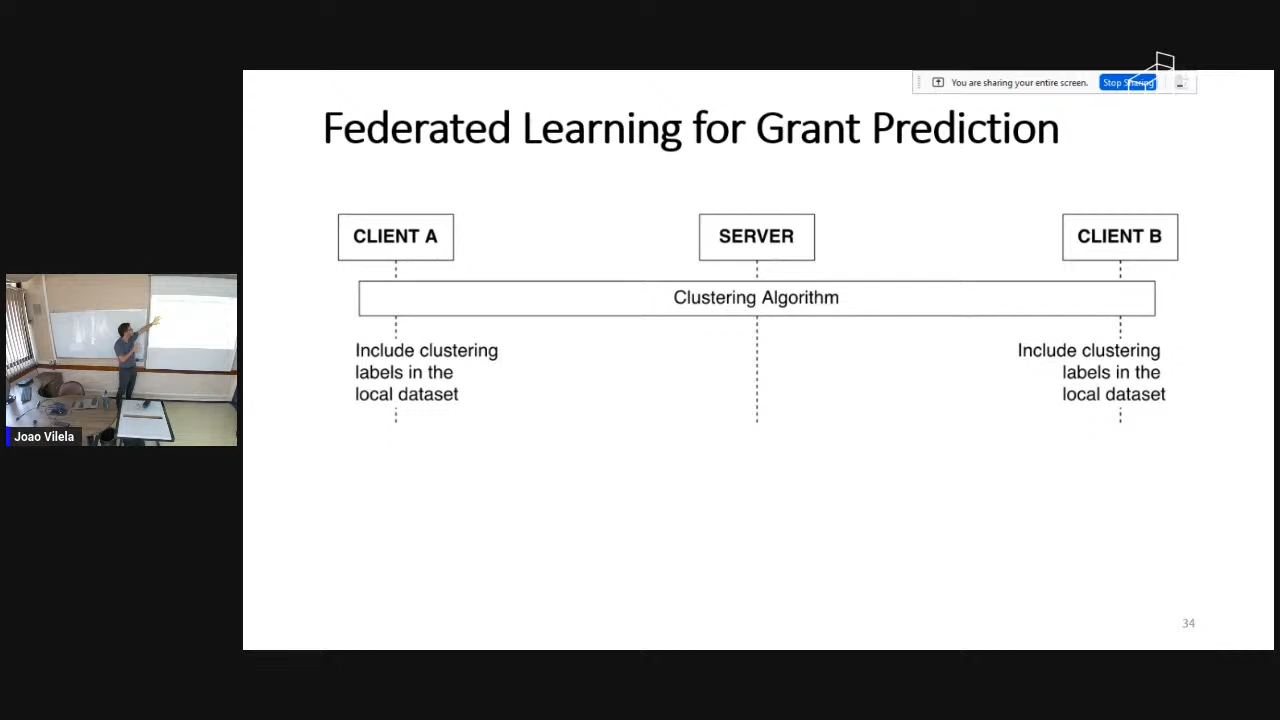 You are sharing your entire screen.
Stop Sharing
Federated Learning for Grant Prediction
CLIENT A
SERVER
CLIENT B
Clustering Algorithm
Include clustering
labels in the
local dataset
Include clustering
labels in the
local dataset
Joao Vilela
34